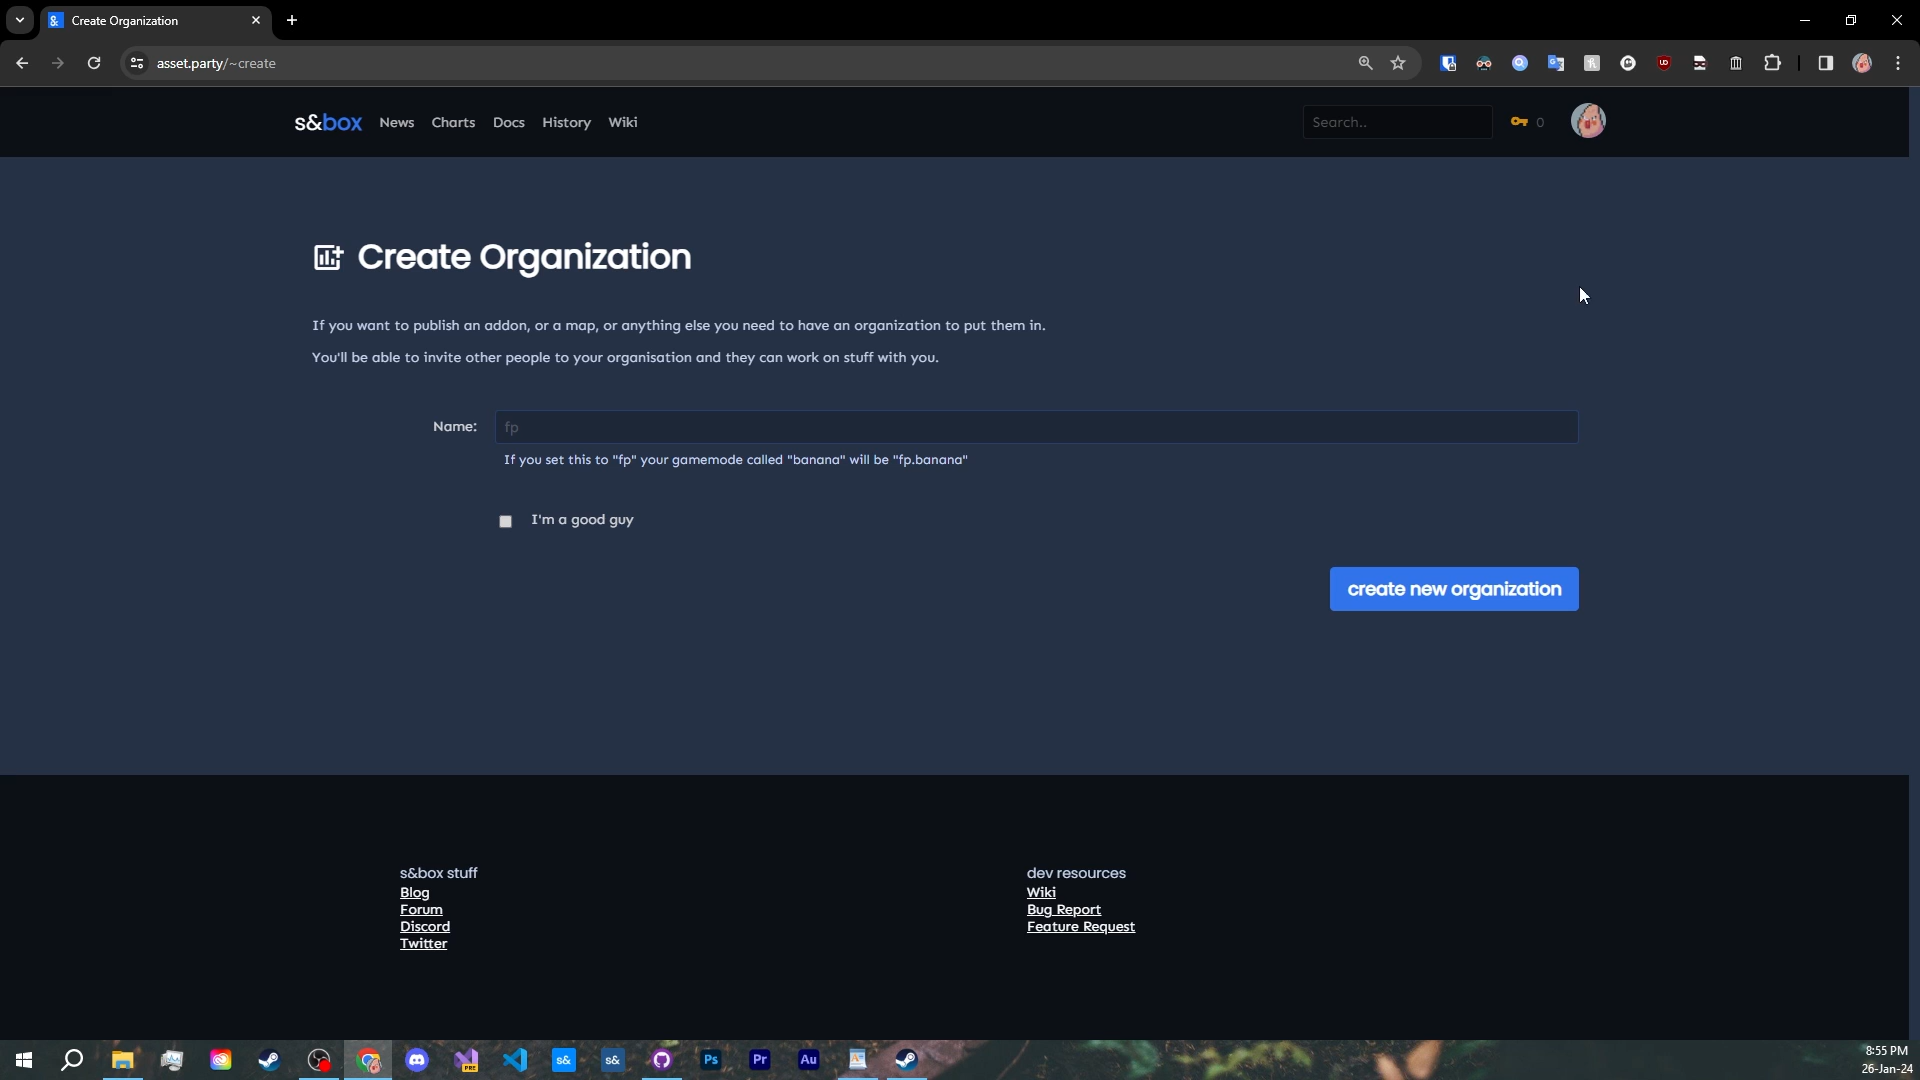 Create Organization
asset.party/~create
s&box News Charts Docs History Wiki
Search..
0
Create Organization
If you want to publish an addon, or a map, or anything else you need to have an organization to put them in.
You'll be able to invite other people to your organisation and they can work on stuff with you.
Name:
fp
If you set this to "fp" your gamemode called "banana" will be "fp.banana"
I'm a good guy
create new organization
s&box stuff
Blog
Forum
Discord
Twitter
dev resources
Wiki
Bug Report
Feature Request
PRE
s&
s&
Ps
Pr
Au
8:55 PM
26-Jan-24